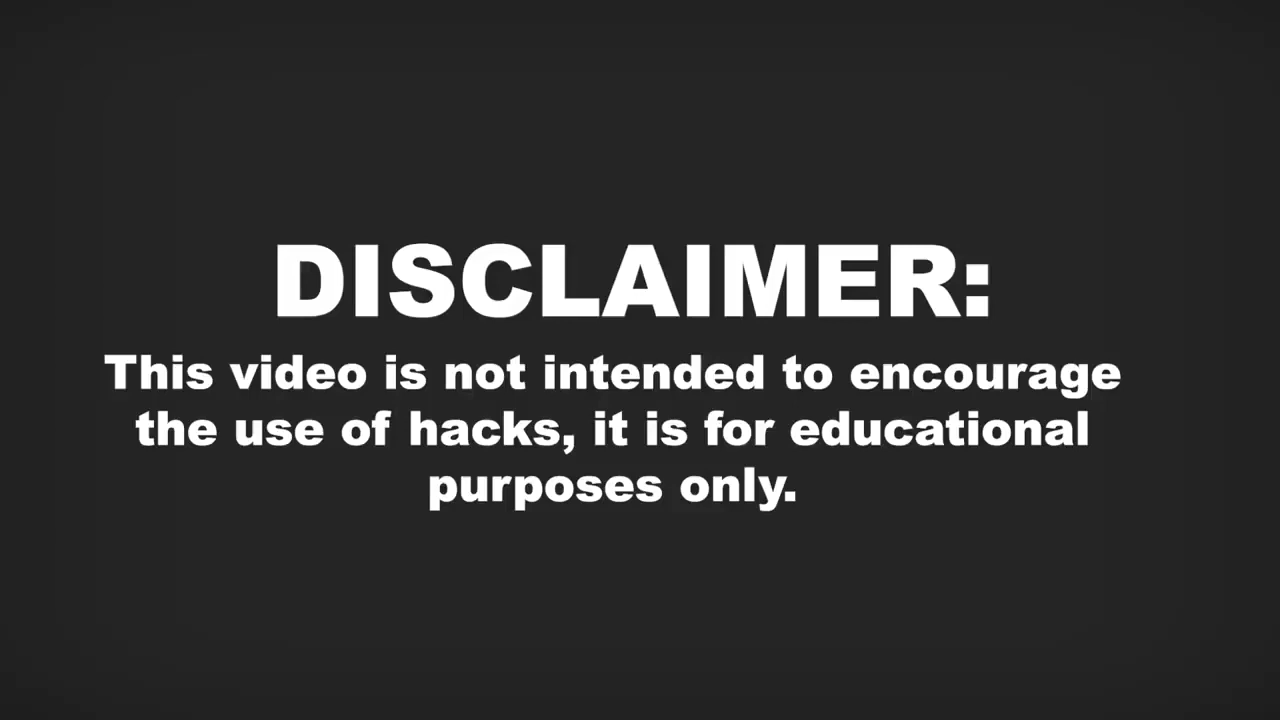 DISCLAIMER:
This video is not intended to encourage
the use of hacks, it is for educational
purposes only.